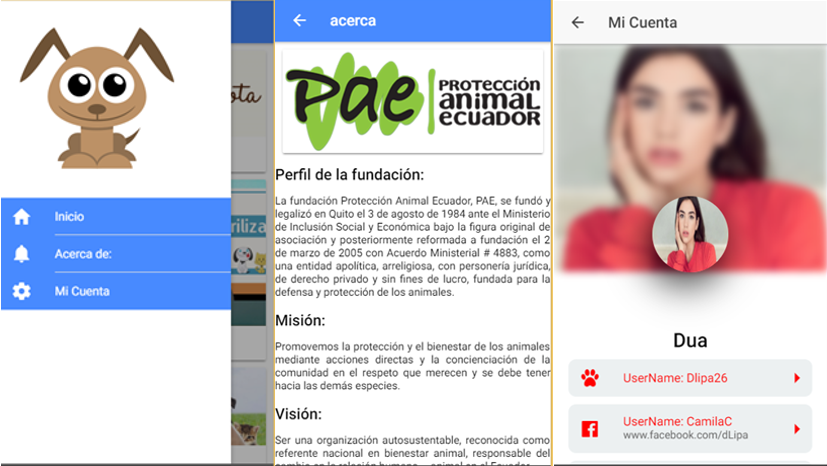 Inicio
Acerca de:
Mi Cuenta
ota
riliza
acerca
Pae PROTECCIÓN
animal
ECUADOR
Perfil de la fundación:
La fundación Protección Animal Ecuador, PAE, se fundó y
legalizó en Quito el 3 de agosto de 1984 ante el Ministerio
de Inclusión Social y Económica bajo la figura original de
asociación y posteriormente reformada a fundación el 2
de marzo de 2005 con Acuerdo Ministerial # 4883, como
una entidad apolítica, arreligiosa, con personería jurídica,
de derecho privado y sin fines de lucro, fundada para la
defensa y protección de los animales.
Misión:
Promovemos la protección y el bienestar de los animales
mediante acciones directas y la concienciación de la
comunidad en el respeto que merecen y se debe tener
hacia las demás especies.
Visión:
Ser una organización autosustentable, reconocida como
referente nacional en bienestar animal, responsable del
Mi Cuenta
Dua
UserName: Dlipa26
UserName: CamilaC
www.facebook.com/dLipa